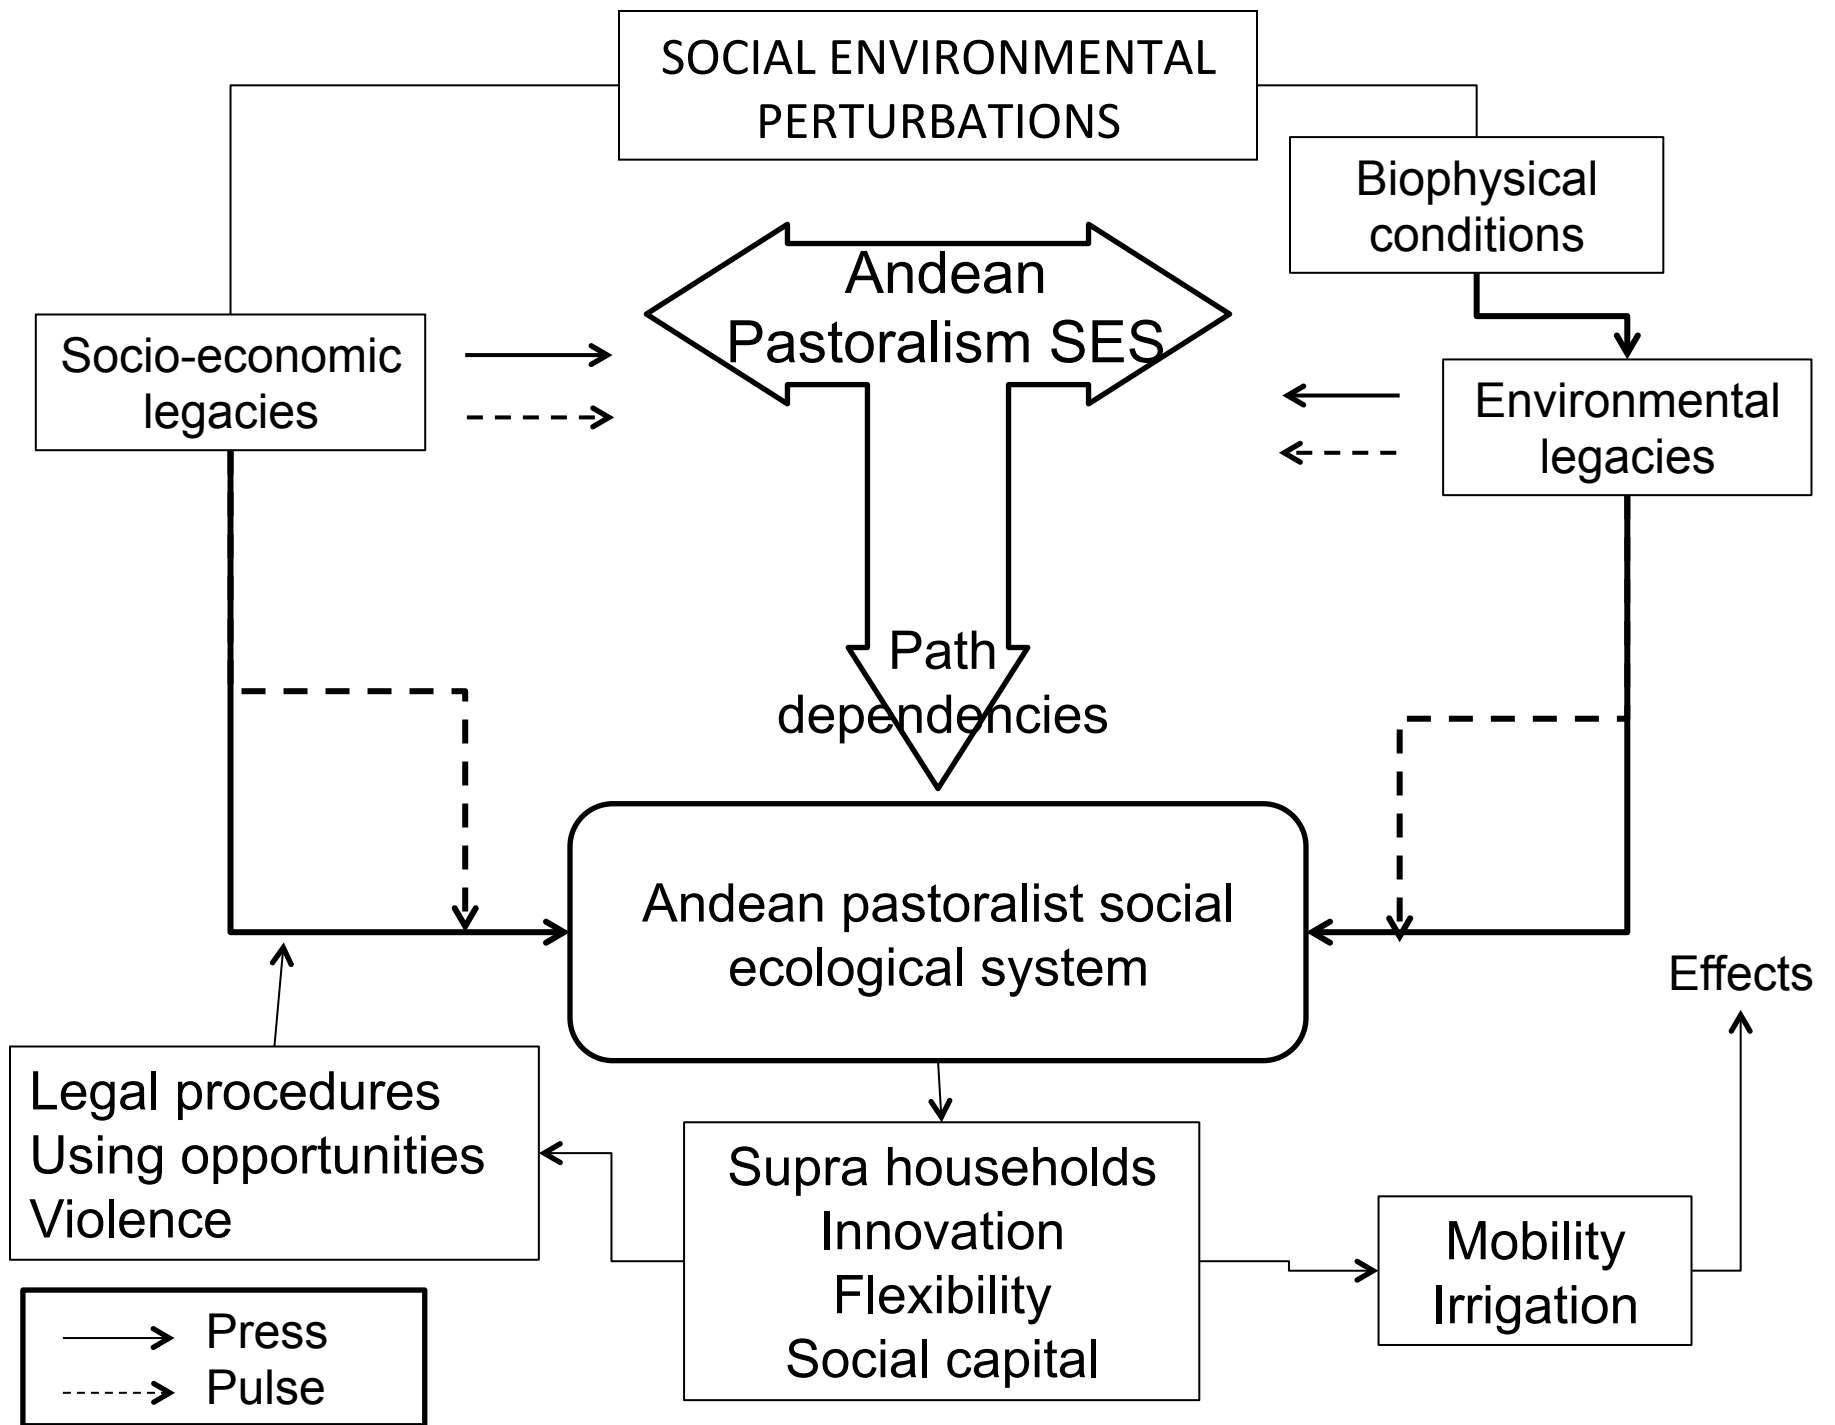 SOCIAL ENVIRONMENTAL
PERTURBATIONS
Biophysical
conditions
Andean
Pastoralism SES
Socio-economic
legacies
Environmental
legacies
Path
dependencies
Andean pastoralist social
ecological system
Effects
Legal procedures
Using opportunities
Violence
Supra households
Innovation
Flexibility
Social capital
Mobility
Irrigation
Press
Pulse